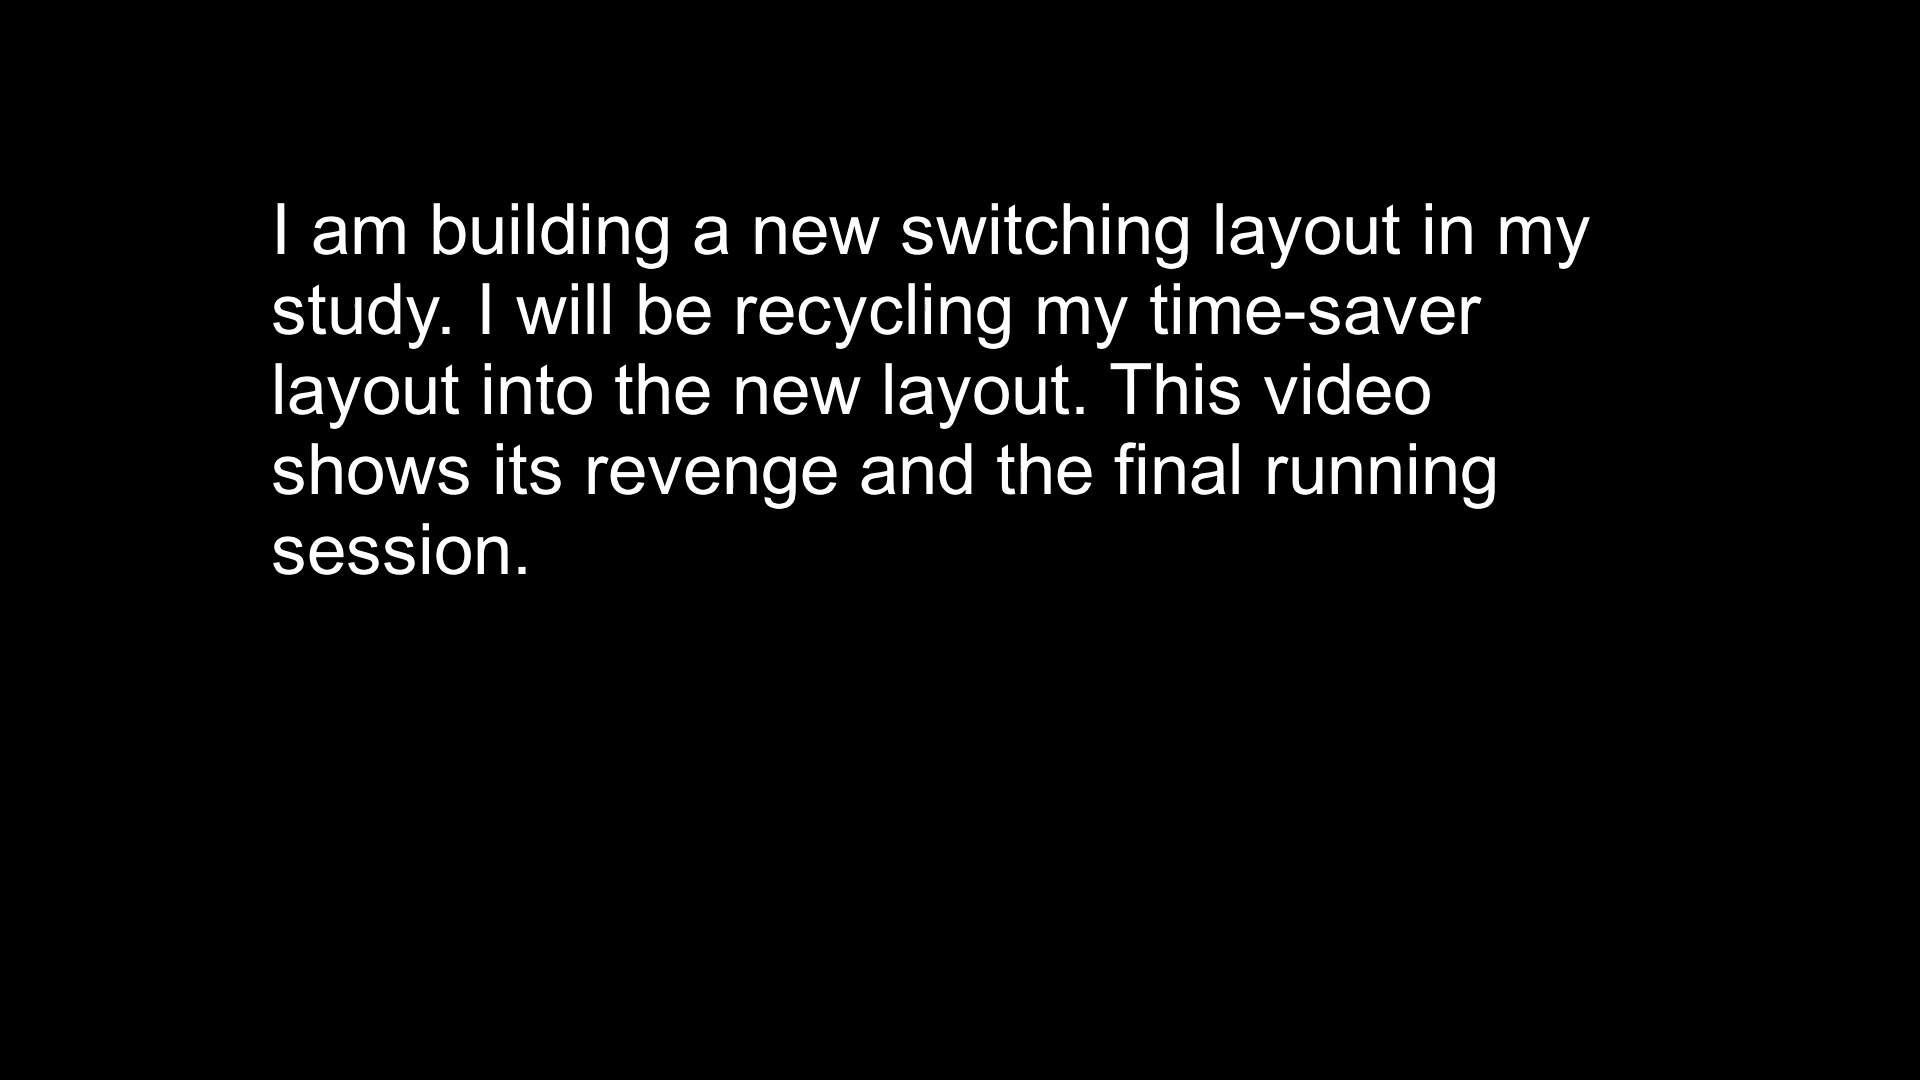 I am building a new switching layout in my
study. I will be recycling my time-saver
layout into the new layout. This video
shows its revenge and the final running
session.